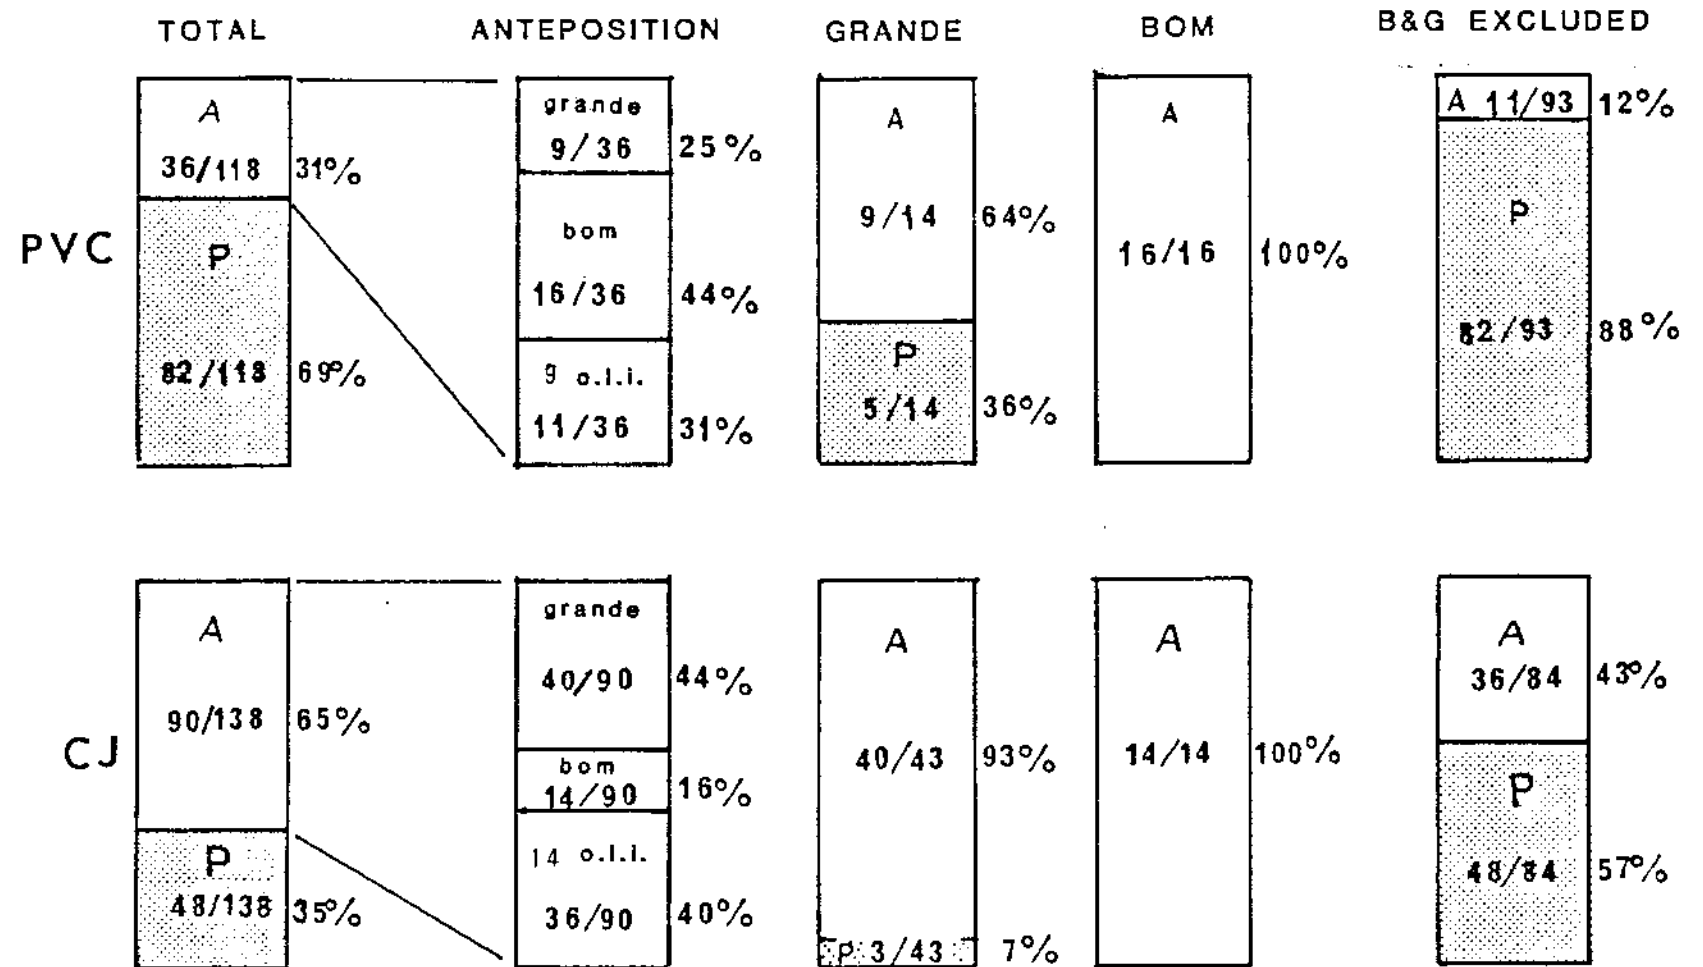 TOTAL ANTEPOSITION GRANDE BOM B&G EXCLUDED
PVC
A
36/118 31%
P
82/118 69%
grande
9/36 25%
bom
16/36 44%
9 o.l.i.
11/36 31%
A
9/14 64%
P
5/14 36%
A
16/16 100%
A 11/93 12%
P
82/93 88%
CJ
A
90/138 65%
P
48/138 35%
grande
40/90 44%
bom
14/90 16%
14 o.l.i.
36/90 40%
A
40/43 93%
P 3/43 7%
A
14/14 100%
A
36/84 43%
P
48/84 57%